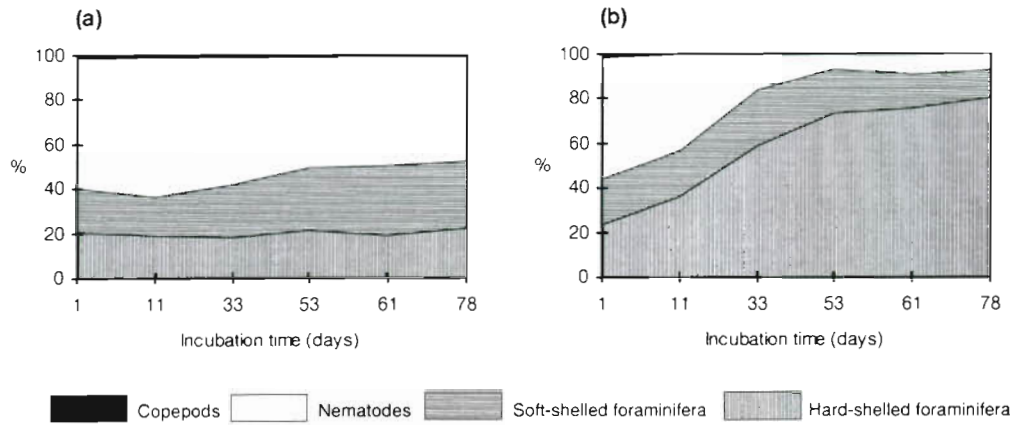 (a)
100
80
60
40
20
0
%
1 11 33 53 61 78
Incubation time (days)
(b)
100
80
60
40
20
0
%
1 11 33 53 61 78
Incubation time (days)
Copepods Nematodes Soft-shelled foraminifera Hard-shelled foraminifera